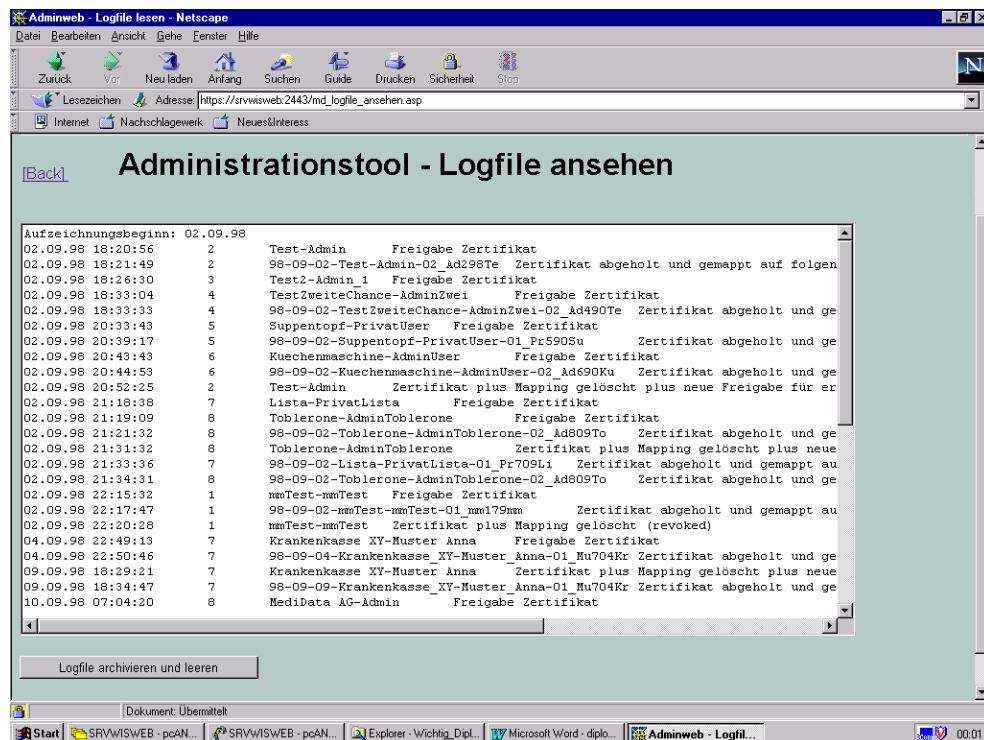 Adminweb - Logfile lesen - Netscape
Datei Bearbeiten Ansicht Gehe Fenster Hilfe
Zurück Vor Neu laden Anfang Suchen Guide Drucken Sicherheit Stop
N
Lesezeichen Adresse: https://srvwisweb:2443/md_logfile_ansehen.asp
Internet Nachschlagewerk Neues&Interess
[Back] Administrationstool - Logfile ansehen
Aufzeichnungsbeginn: 02.09.98
02.09.98 18:20:56 2 Test-Admin Freigabe Zertifikat
02.09.98 18:21:49 2 98-09-02-Test-Admin-02_Ad298Te Zertifikat abgeholt und gemappt auf folgen
02.09.98 18:26:30 3 Test2-Admin_1 Freigabe Zertifikat
02.09.98 18:33:04 4 TestZweiteChance-AdminZwei Freigabe Zertifikat
02.09.98 18:33:33 4 98-09-02-TestZweiteChance-AdminZwei-02_Ad490Te Zertifikat abgeholt und ge
02.09.98 20:33:43 5 Suppentopf-PrivatUser Freigabe Zertifikat
02.09.98 20:39:17 5 98-09-02-Suppentopf-PrivatUser-01_Pr590Su Zertifikat abgeholt und ge
02.09.98 20:43:43 6 Kuechenmaschine-AdminUser Freigabe Zertifikat
02.09.98 20:44:53 6 98-09-02-Kuechenmaschine-AdminUser-02_Ad690Ku Zertifikat abgeholt und ge
02.09.98 20:52:25 2 Test-Admin Zertifikat plus Mapping gelöscht plus neue Freigabe für er
02.09.98 21:18:38 7 Lista-PrivatLista Freigabe Zertifikat
02.09.98 21:19:09 8 Toblerone-AdminToblerone Freigabe Zertifikat
02.09.98 21:21:32 8 98-09-02-Toblerone-AdminToblerone-02_Ad809To Zertifikat abgeholt und ge
02.09.98 21:31:32 8 Toblerone-AdminToblerone Zertifikat plus Mapping gelöscht plus neue
02.09.98 21:33:36 7 98-09-02-Lista-PrivatLista-01_Pr709Li Zertifikat abgeholt und gemappt au
02.09.98 21:34:31 8 98-09-02-Toblerone-AdminToblerone-02_Ad809To Zertifikat abgeholt und ge
02.09.98 22:15:32 1 mmTest-mmTest Freigabe Zertifikat
02.09.98 22:17:47 1 98-09-02-mmTest-mmTest-01_mm179mm Zertifikat abgeholt und gemappt au
02.09.98 22:20:28 1 mmTest-mmTest Zertifikat plus Mapping gelöscht (revoked)
04.09.98 22:49:13 7 Krankenkasse XY-Muster Anna Freigabe Zertifikat
04.09.98 22:50:46 7 98-09-04-Krankenkasse_XY-Muster_Anna-01_Mu704Kr Zertifikat abgeholt und ge
09.09.98 18:29:21 7 Krankenkasse XY-Muster Anna Zertifikat plus Mapping gelöscht plus neue
09.09.98 18:34:47 7 98-09-09-Krankenkasse_XY-Muster_Anna-01_Mu704Kr Zertifikat abgeholt und ge
10.09.98 07:04:20 8 MediData AG-Admin Freigabe Zertifikat
Logfile archivieren und leeren
Dokument: Übermittelt
Start SRVWISWEB - pcAN... SRVWISWEB - pcAN... Explorer - Wichtig_Dipl... Microsoft Word - diplo... Adminweb - Logfil... 00:01